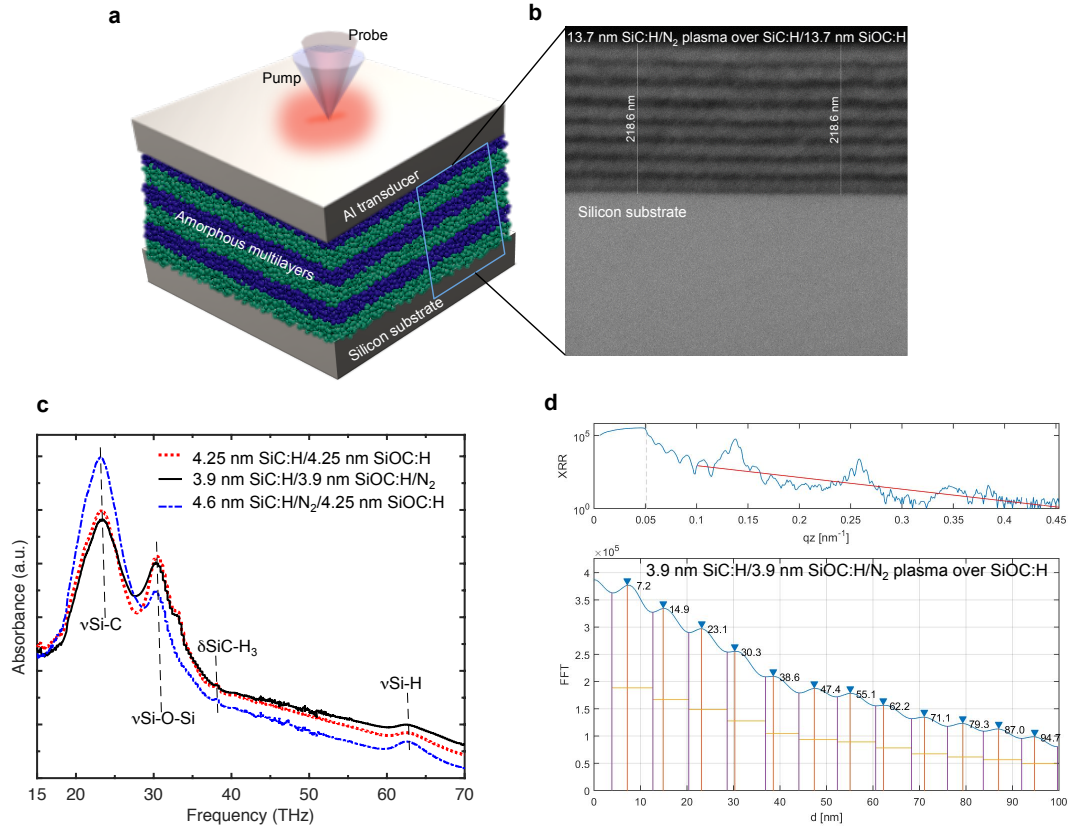 a
Probe
Pump
Al transducer
Amorphous multilayers
Silicon substrate
b
13.7 nm SiC:H/N₂ plasma over SiC:H/13.7 nm SiOC:H
218.6 nm
218.6 nm
Silicon substrate
c
4.25 nm SiC:H/4.25 nm SiOC:H
3.9 nm SiC:H/3.9 nm SiOC:H/N₂
4.6 nm SiC:H/N₂/4.25 nm SiOC:H
Absorbance (a.u.)
νSi-C
νSi-O-Si
δSiC-H₃
νSi-H
15 20 30 40 50 60 70
Frequency (THz)
d
XRR
10⁵
10⁰
0 0.05 0.1 0.15 0.2 0.25 0.3 0.35 0.4 0.45
qz [nm⁻¹]
×10⁵
3.9 nm SiC:H/3.9 nm SiOC:H/N₂ plasma over SiOC:H
FFT
4
3.5
3
2.5
2
1.5
1
0.5
0
7.2
14.9
23.1
30.3
38.6
47.4
55.1
62.2
71.1
79.3
87.0
94.7
0 10 20 30 40 50 60 70 80 90 100
d [nm]